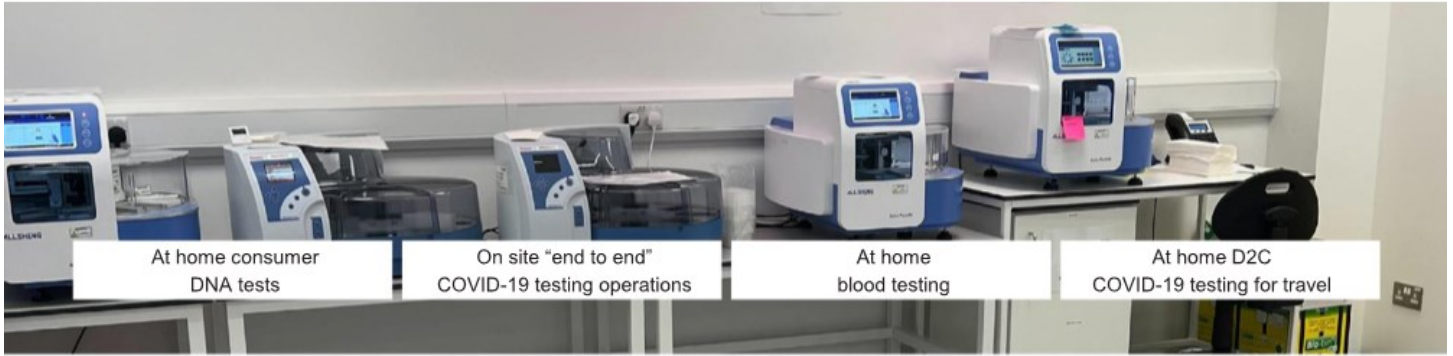 ALLSHENG
ALLSHENG
At home consumer
DNA tests
On site “end to end”
COVID-19 testing operations
At home
blood testing
At home D2C
COVID-19 testing for travel